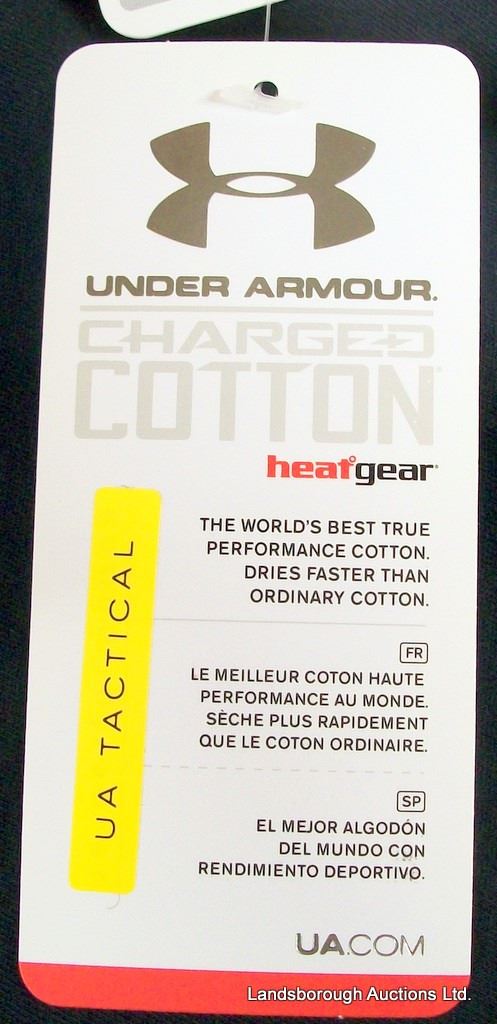 UNDER ARMOUR.
CHARGED
COTTON
heat°gear
UA TACTICAL
THE WORLD'S BEST TRUE
PERFORMANCE COTTON.
DRIES FASTER THAN
ORDINARY COTTON.
FR
LE MEILLEUR COTON HAUTE
PERFORMANCE AU MONDE.
SÈCHE PLUS RAPIDEMENT
QUE LE COTON ORDINAIRE.
SP
EL MEJOR ALGODÓN
DEL MUNDO CON
RENDIMIENTO DEPORTIVO.
UA.COM
Landsborough Auctions Ltd.